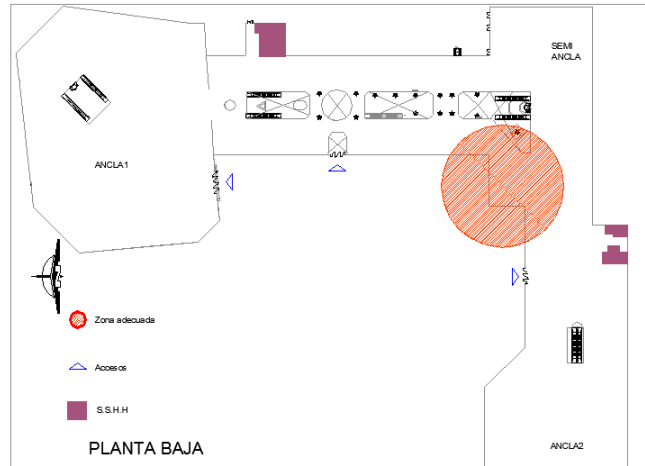 SEMI
ANCLA
ANCLA1
Zona adecuada
Accesos
S.S.H.H
PLANTA BAJA
ANCLA2